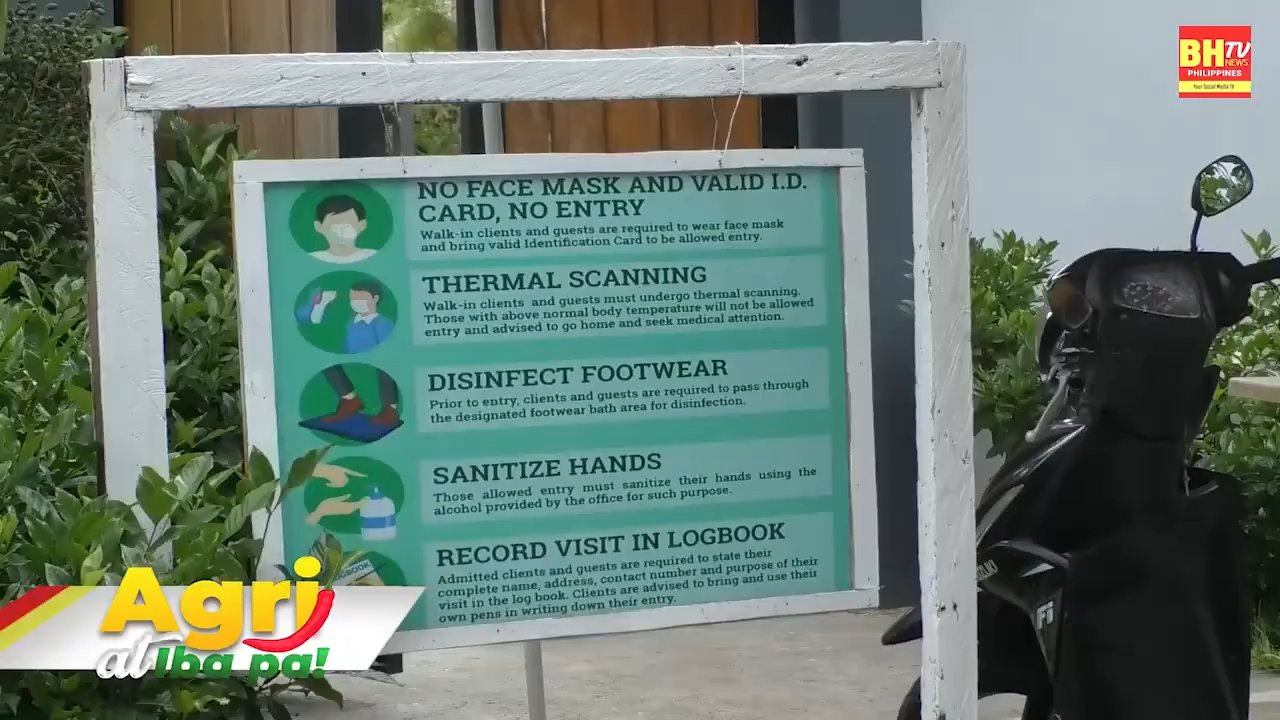 BHTV
NEWS
PHILIPPINES
Your Social Media TV
NO FACE MASK AND VALID I.D.
CARD, NO ENTRY
Walk-in clients and guests are required to wear face mask
and bring valid Identification Card to be allowed entry.
THERMAL SCANNING
Walk-in clients and guests must undergo thermal scanning.
Those with above normal body temperature will not be allowed
entry and advised to go home and seek medical attention.
DISINFECT FOOTWEAR
Prior to entry, clients and guests are required to pass through
the designated footwear bath area for disinfection.
SANITIZE HANDS
Those allowed entry must sanitize their hands using the
alcohol provided by the office for such purpose.
LOGBOOK
RECORD VISIT IN LOGBOOK
Admitted clients and guests are required to state their
complete name, address, contact number and purpose of their
visit in the log book. Clients are advised to bring and use their
own pens in writing down their entry.
Agri
at Iba pa!
Fi